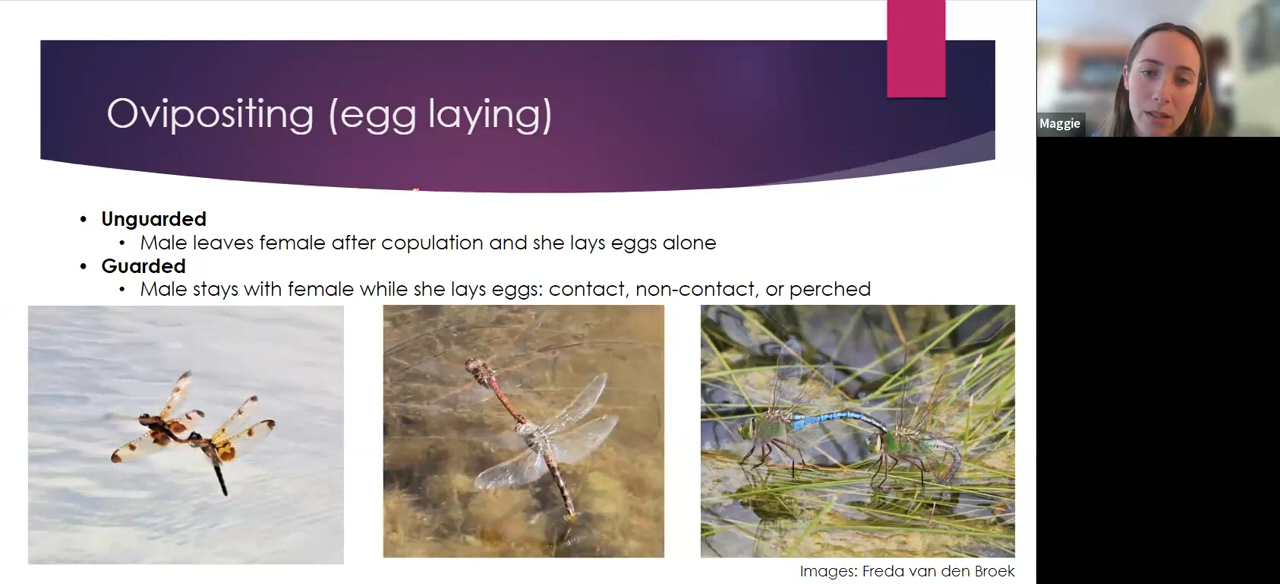 Ovipositing (egg laying)
Maggie
• Unguarded
• Male leaves female after copulation and she lays eggs alone
• Guarded
• Male stays with female while she lays eggs: contact, non-contact, or perched
Images: Freda van den Broek